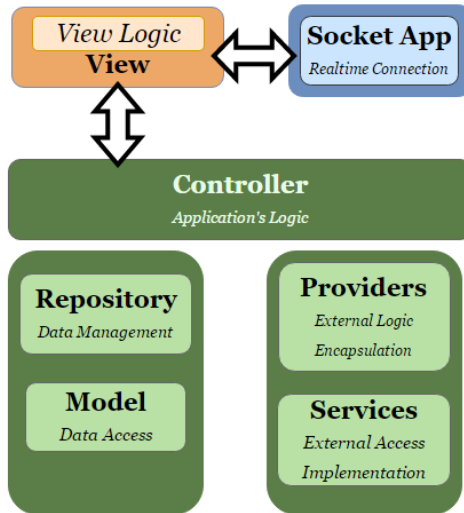 View Logic
View
Socket App
Realtime Connection
Controller
Application's Logic
Repository
Data Management
Model
Data Access
Providers
External Logic
Encapsulation
Services
External Access
Implementation